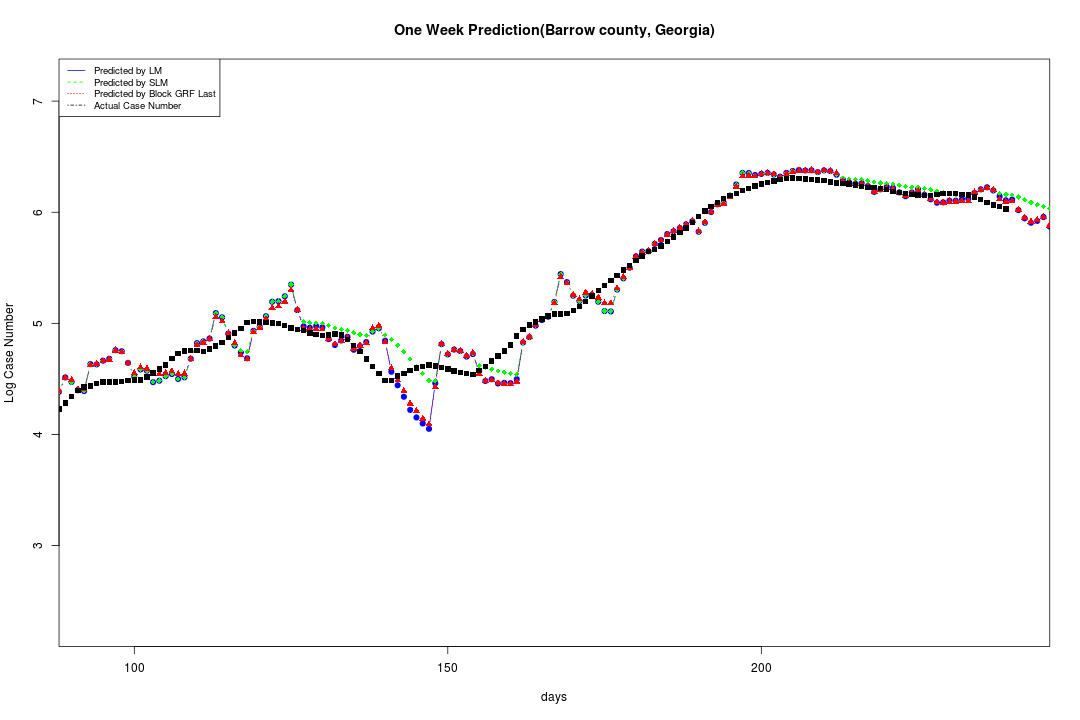 One Week Prediction(Barrow county, Georgia)
Predicted by LM
Predicted by SLM
Predicted by Block GRF Last
Actual Case Number
7
6
5
4
3
Log Case Number
100
150
200
days